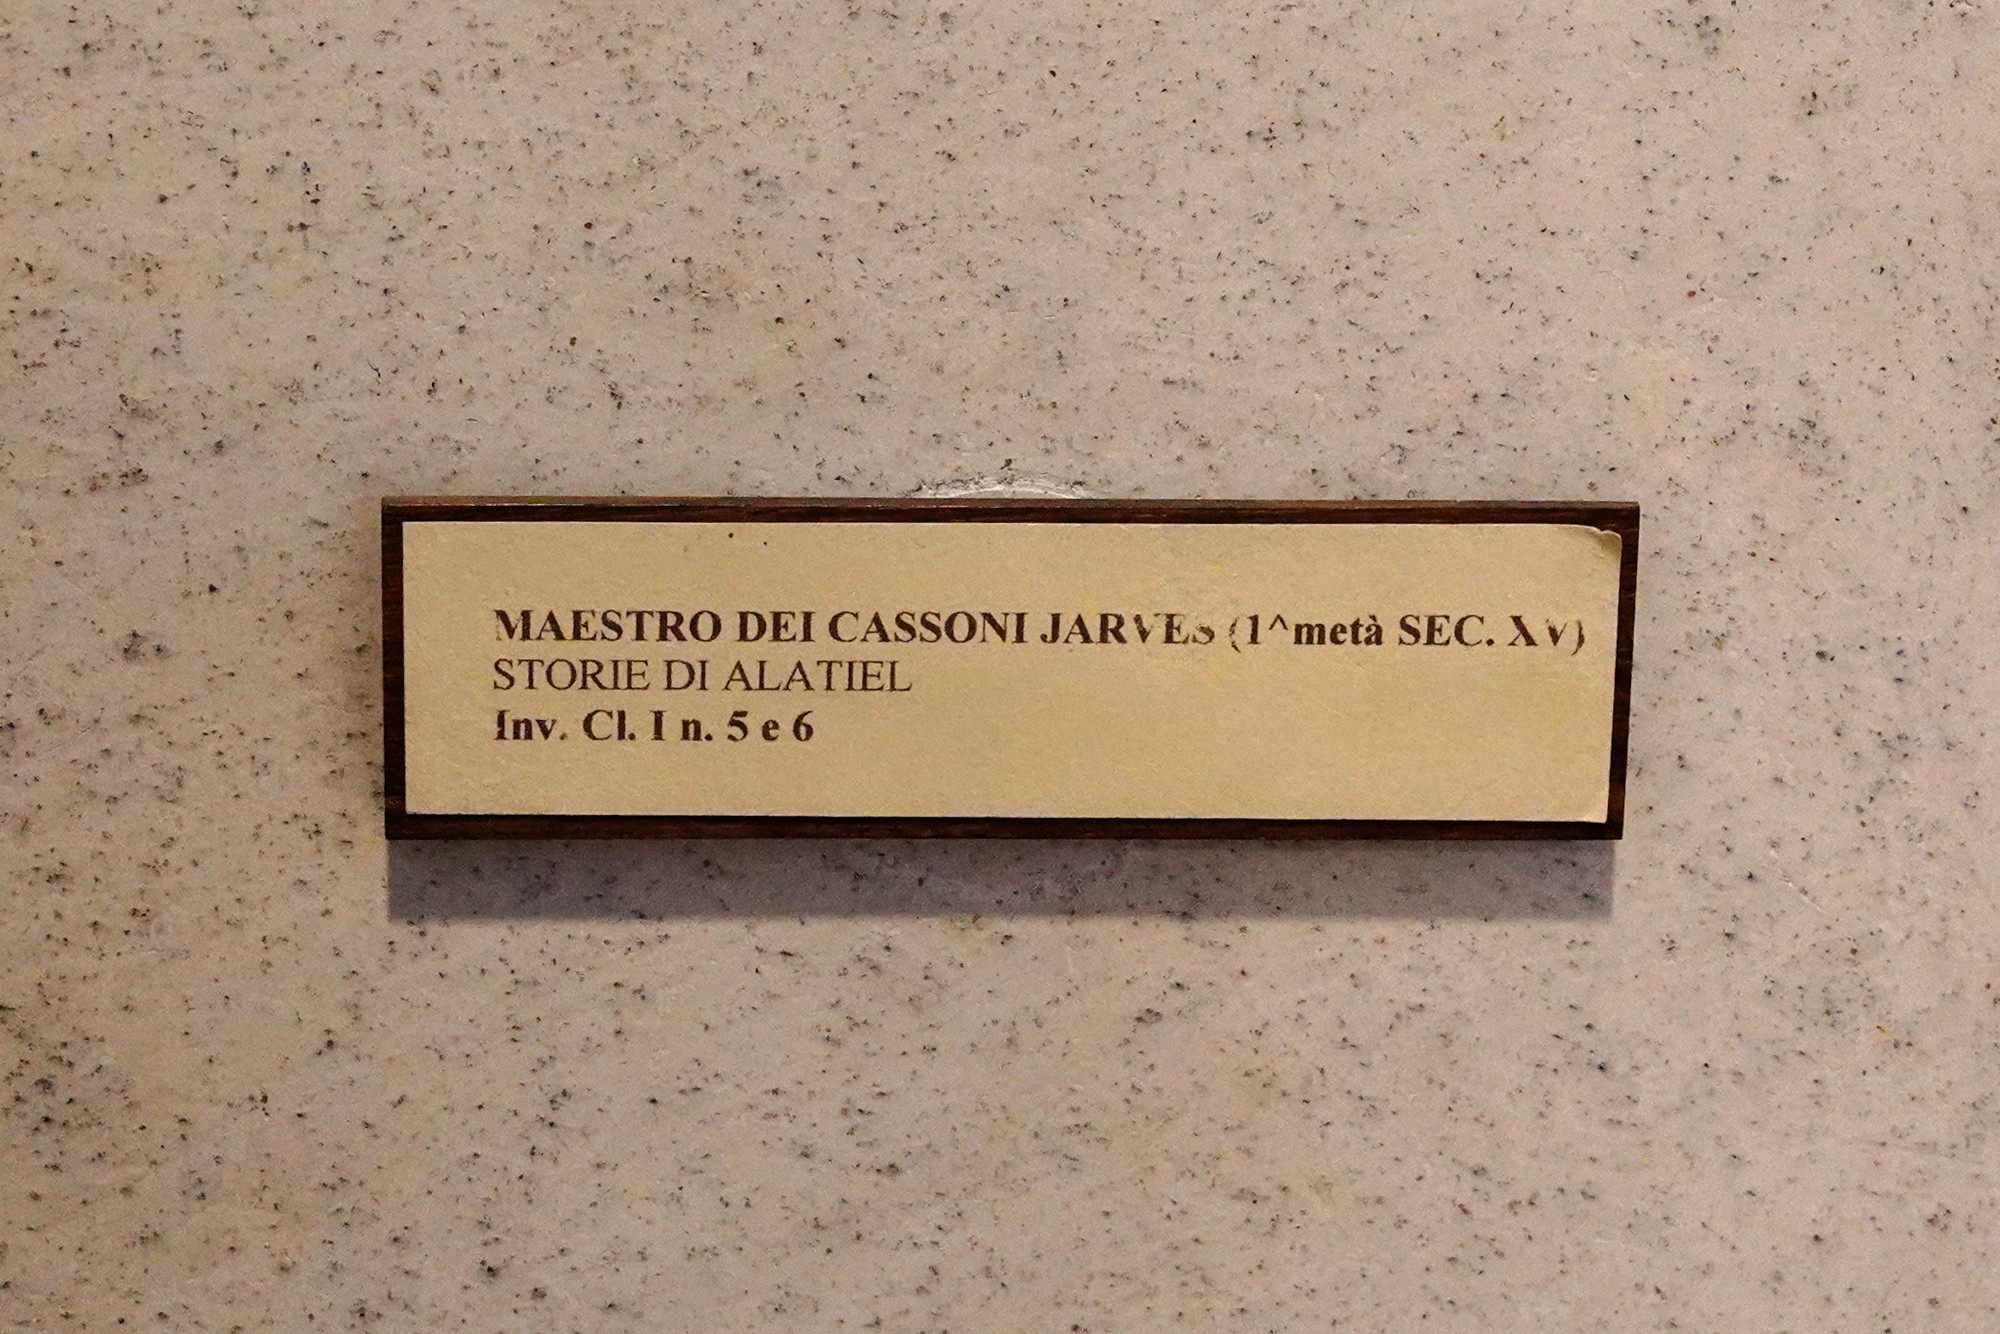 MAESTRO DEI CASSONI JARVES (1^metà SEC. XV)
STORIE DI ALATIEL
Inv. Cl. I n. 5 e 6